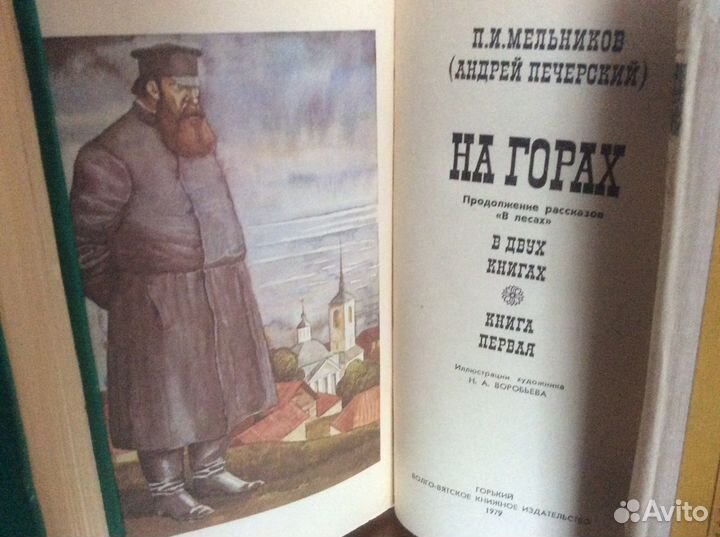 П.И.МЕЛЬНИКОВ
(АНДРЕЙ ПЕЧЕРСКИЙ)
НА ГОРАХ
Продолжение рассказов
«В лесах»
В ДВУХ
КНИГАХ
КНИГА
ПЕРВАЯ
Иллюстрации художника
Н. А. ВОРОБЬЕВА
ГОРЬКИЙ
ВОЛГО-ВЯТСКОЕ КНИЖНОЕ ИЗДАТЕЛЬСТВО
1979
Avito